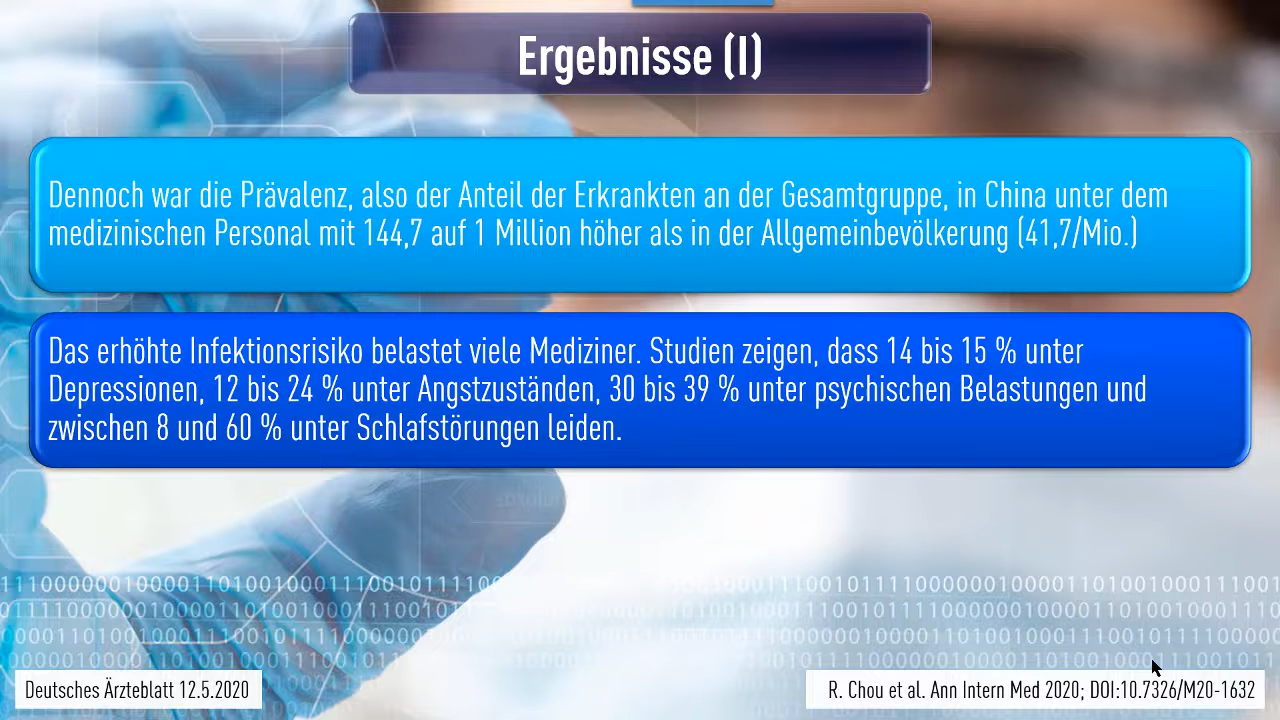 Ergebnisse (I)
Dennoch war die Prävalenz, also der Anteil der Erkrankten an der Gesamtgruppe, in China unter dem
medizinischen Personal mit 144,7 auf 1 Million höher als in der Allgemeinbevölkerung (41,7/Mio.)
Das erhöhte Infektionsrisiko belastet viele Mediziner. Studien zeigen, dass 14 bis 15 % unter
Depressionen, 12 bis 24 % unter Angstzuständen, 30 bis 39 % unter psychischen Belastungen und
zwischen 8 und 60 % unter Schlafstörungen leiden.
Deutsches Ärzteblatt 12.5.2020
R. Chou et al. Ann Intern Med 2020; DOI:10.7326/M20-1632